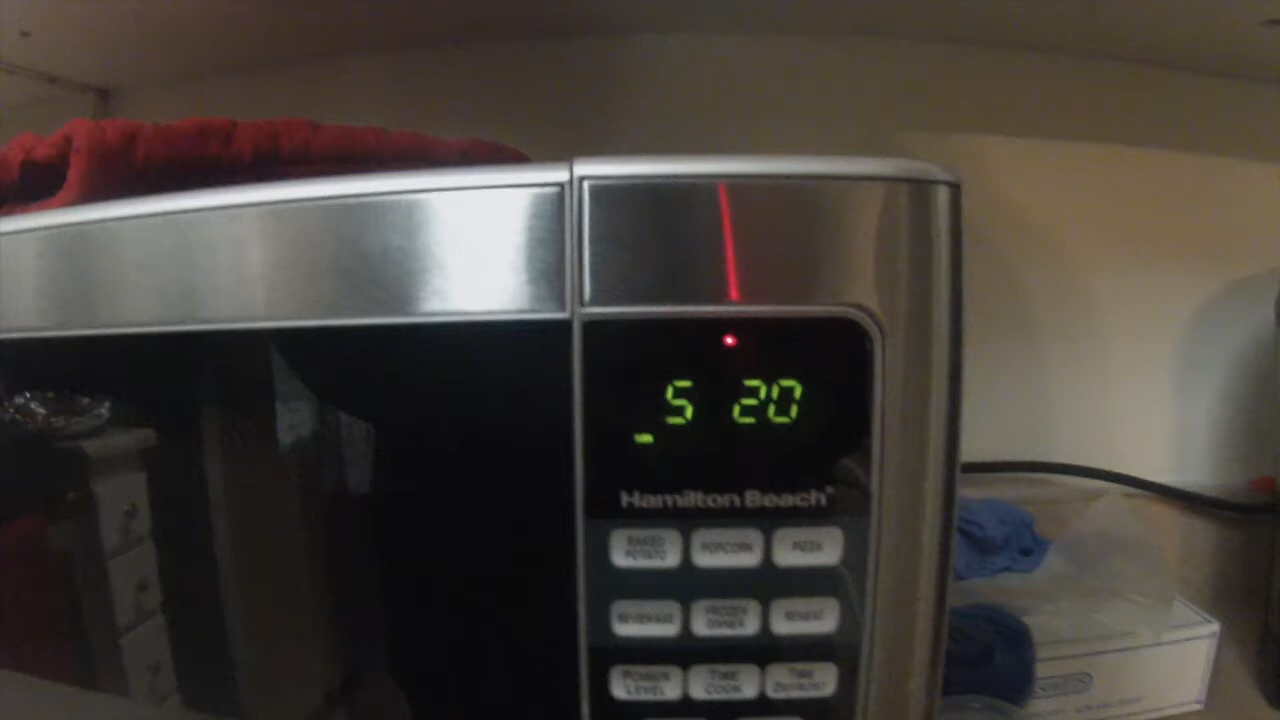 5 20
Hamilton Beach®
BAKED POTATO
POPCORN
PIZZA
BEVERAGE
FROZEN DINNER
REHEAT
POWER LEVEL
TIME COOK
TIME DEFROST